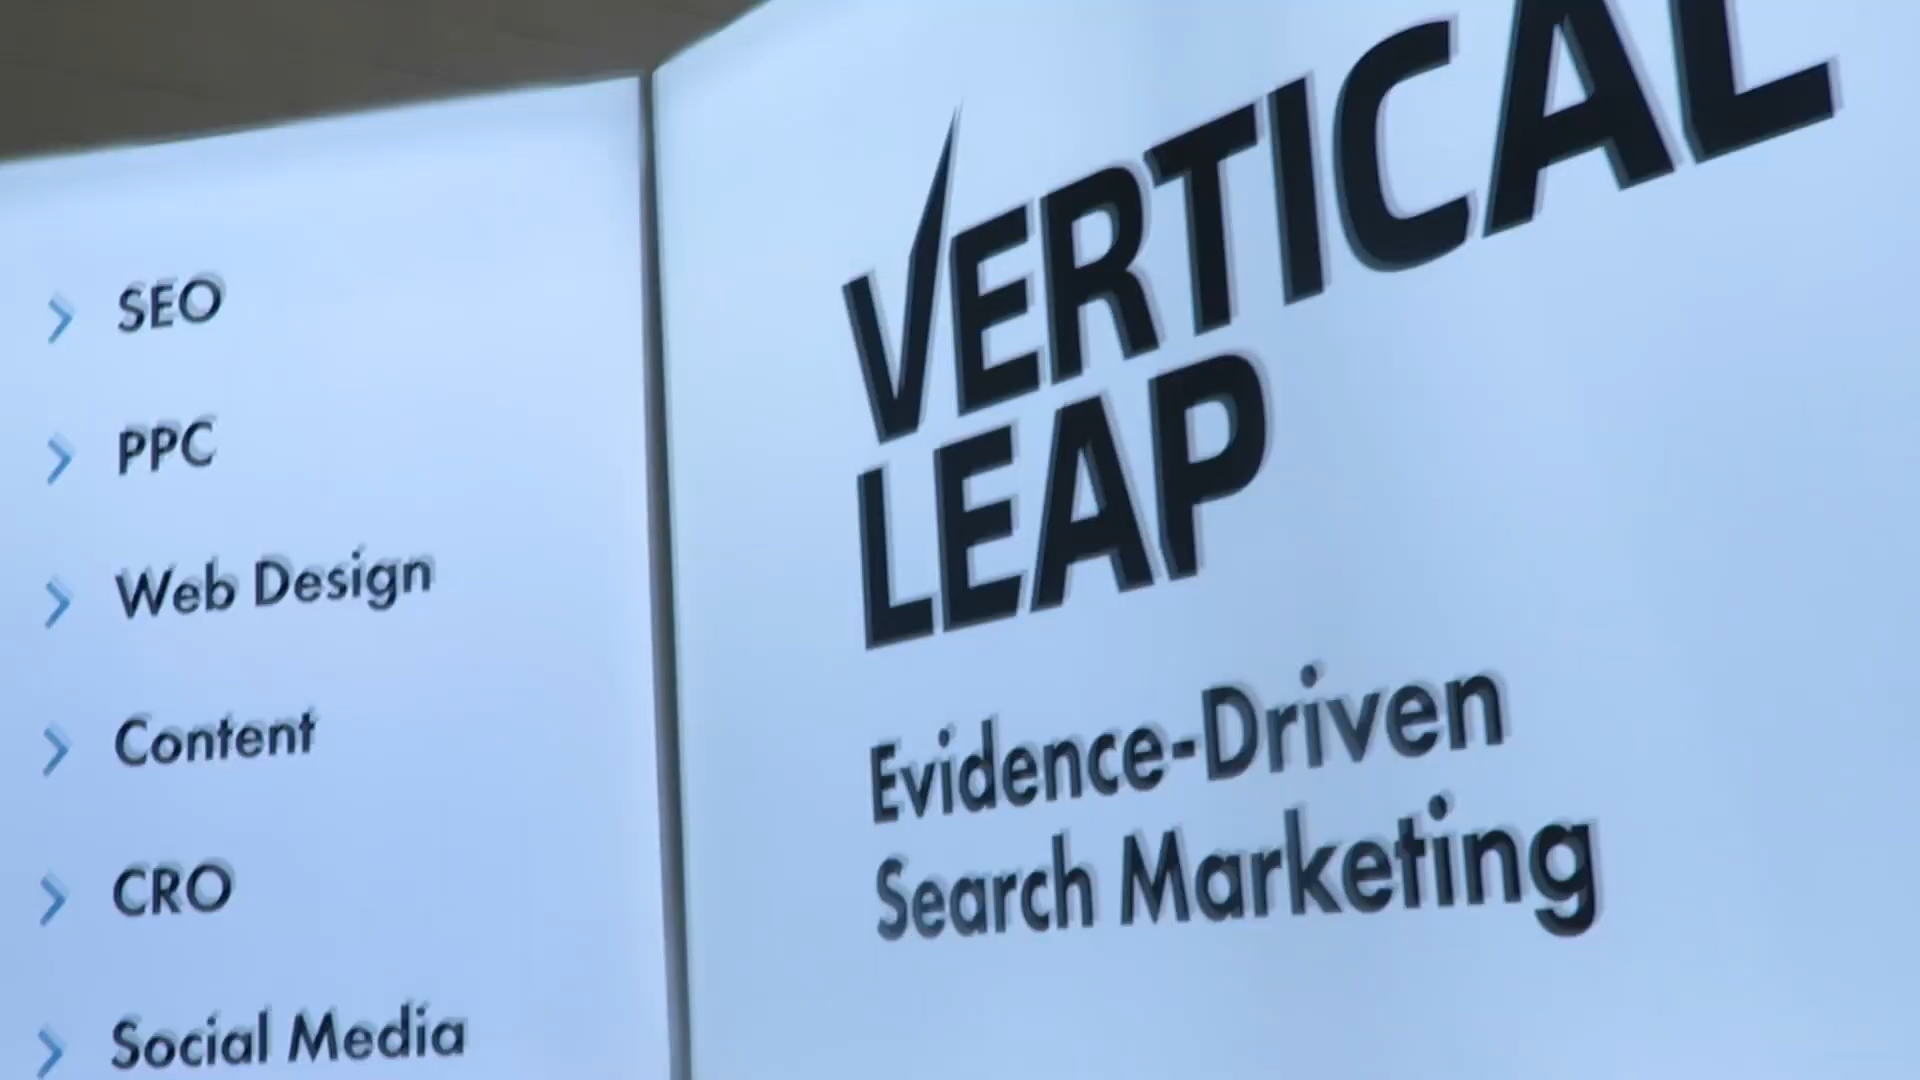 SEO
PPC
Web Design
Content
CRO
Social Media
VERTICAL
LEAP
Evidence-Driven
Search Marketing